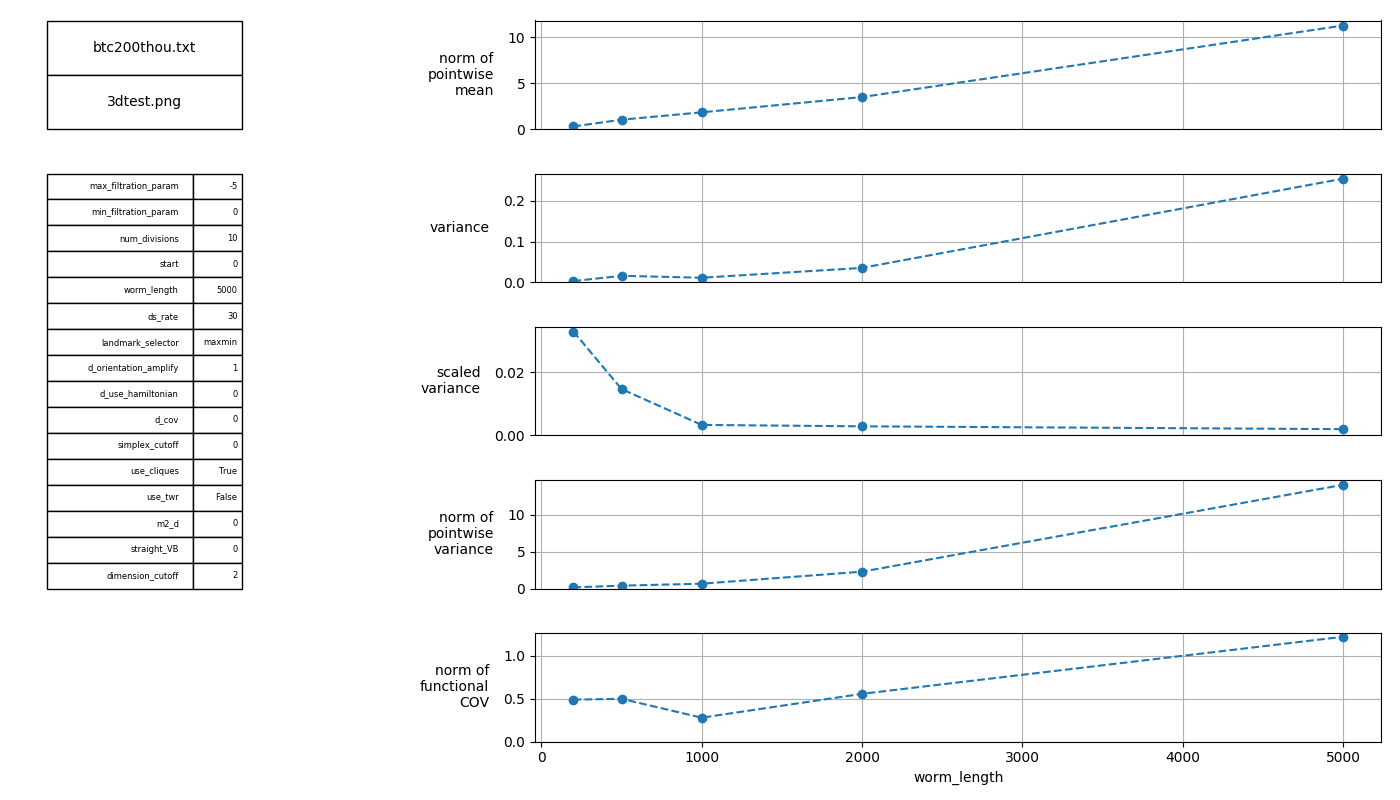 btc200thou.txt
3dtest.png
max_filtration_param -5
min_filtration_param 0
num_divisions 10
start 0
worm_length 5000
ds_rate 30
landmark_selector maxmin
d_orientation_amplify 1
d_use_hamiltonian 0
d_cov 0
simplex_cutoff 0
use_cliques True
use_twr False
m2_d 0
straight_VB 0
dimension_cutoff 2
norm of
pointwise
mean
10
5
0
variance
0.2
0.1
0.0
scaled
variance
0.02
0.00
norm of
pointwise
variance
10
5
0
norm of
functional
COV
1.0
0.5
0.0
0 1000 2000 3000 4000 5000
worm_length